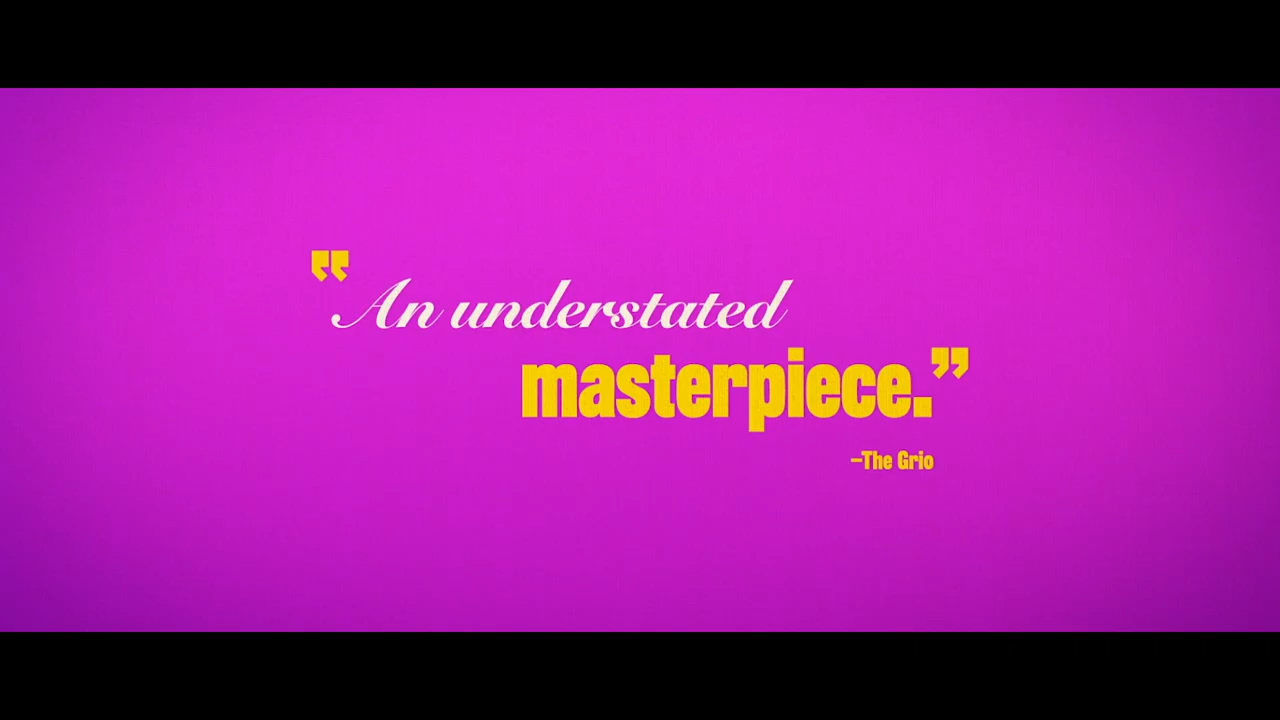 "An understated
masterpiece."
–The Grio